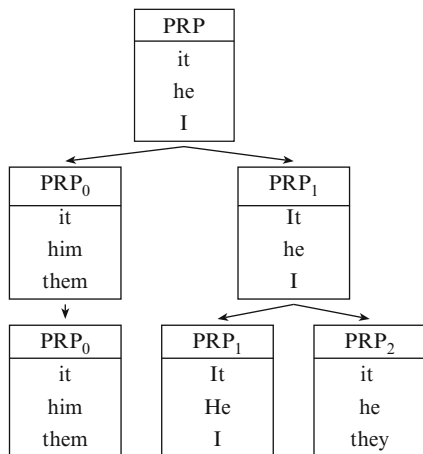 PRP
it
he
I
PRP₀
it
him
them
PRP₁
It
he
I
PRP₀
it
him
them
PRP₁
It
He
I
PRP₂
it
he
they